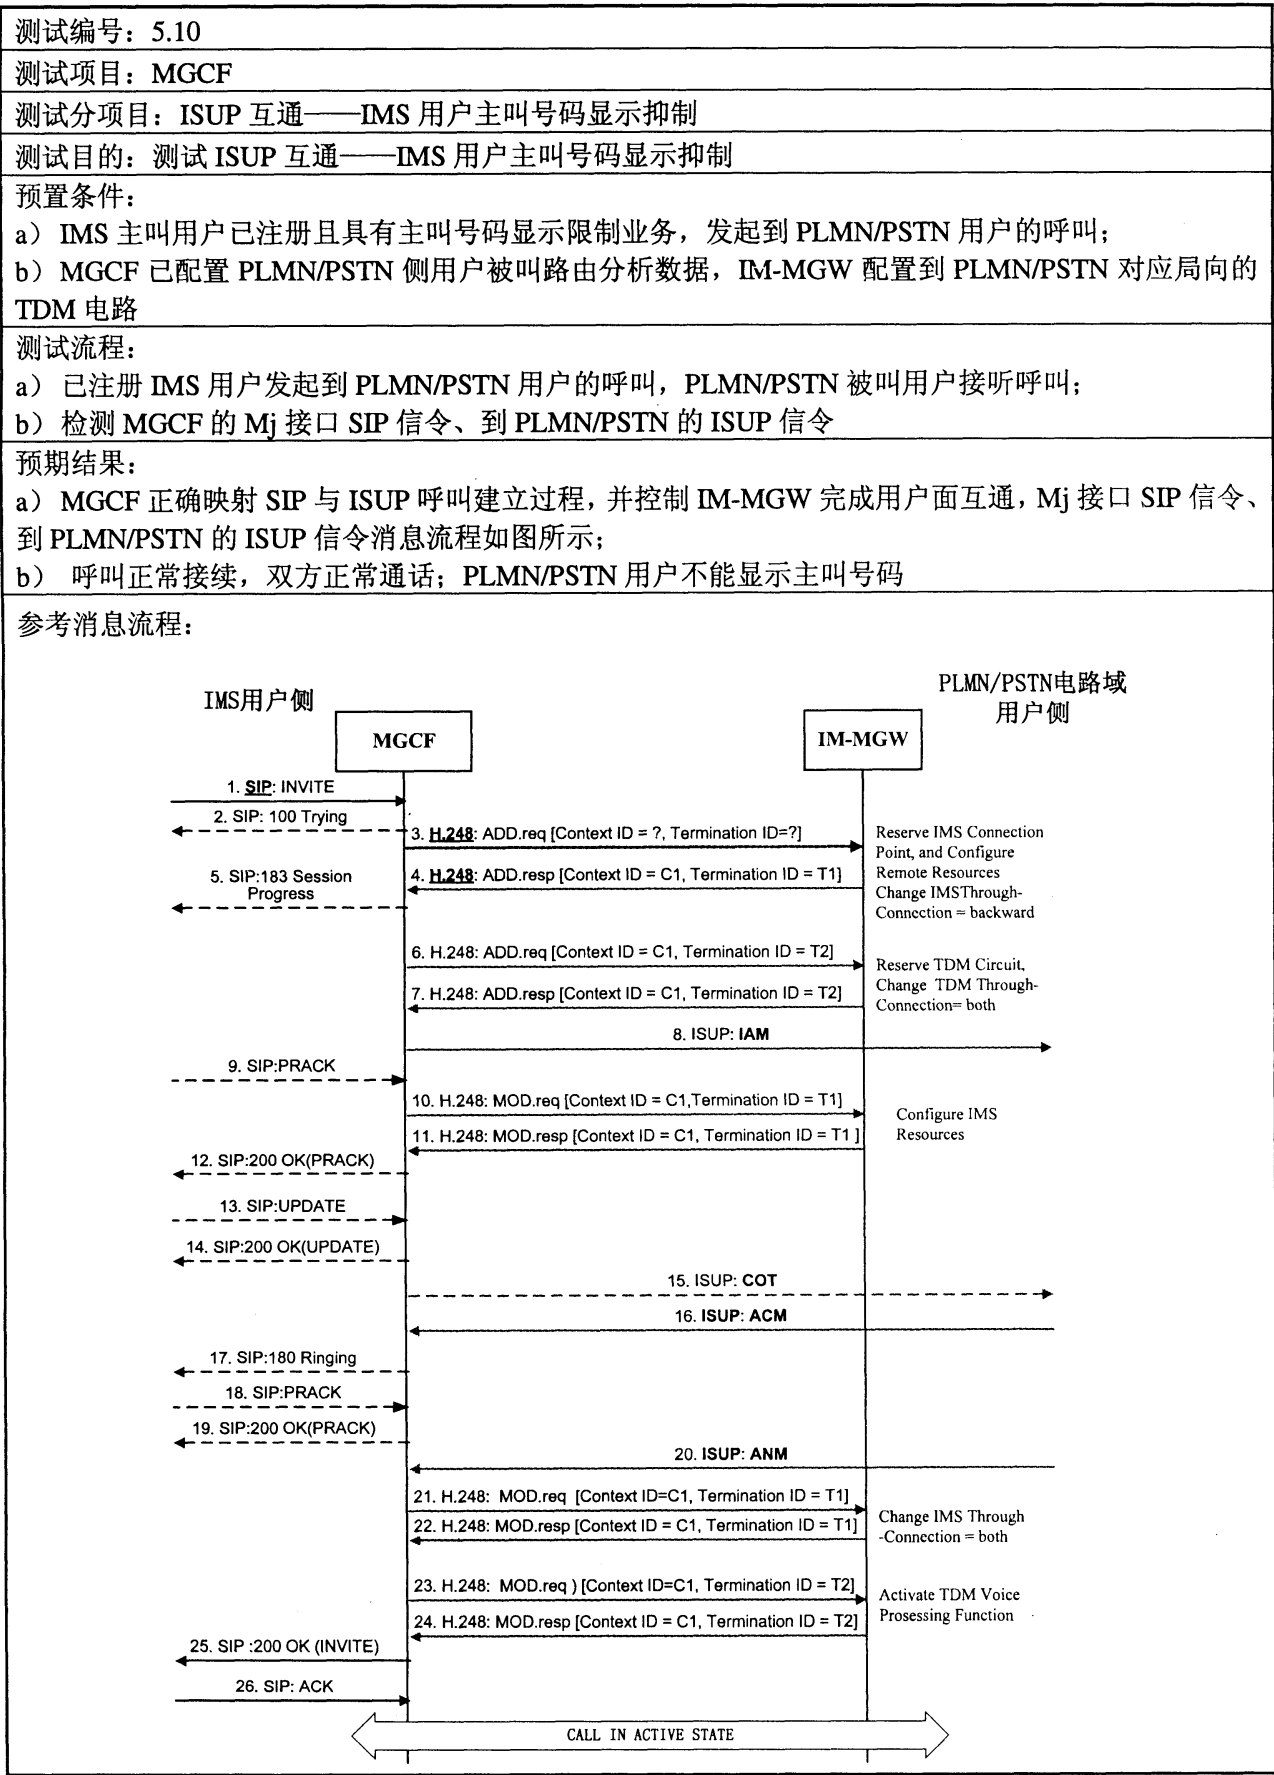 测试编号：5.10
测试项目：MGCF
测试分项目：ISUP 互通——IMS 用户主叫号码显示抑制
测试目的：测试 ISUP 互通——IMS 用户主叫号码显示抑制
预置条件：
a） IMS 主叫用户已注册且具有主叫号码显示限制业务，发起到 PLMN/PSTN 用户的呼叫；
b）MGCF 已配置 PLMN/PSTN 侧用户被叫路由分析数据，IM-MGW 配置到 PLMN/PSTN 对应局向的
TDM 电路
测试流程：
a） 已注册 IMS 用户发起到 PLMN/PSTN 用户的呼叫，PLMN/PSTN 被叫用户接听呼叫；
b）检测 MGCF 的 Mj 接口 SIP 信令、到 PLMN/PSTN 的 ISUP 信令
预期结果：
a） MGCF 正确映射 SIP 与 ISUP 呼叫建立过程，并控制 IM-MGW 完成用户面互通，Mj 接口 SIP 信令、
到 PLMN/PSTN 的 ISUP 信令消息流程如图所示；
b） 呼叫正常接续，双方正常通话；PLMN/PSTN 用户不能显示主叫号码
参考消息流程：
IMS用户侧
PLMN/PSTN电路域
用户侧
MGCF
IM-MGW
1. SIP: INVITE
2. SIP: 100 Trying
3. H.248: ADD.req [Context ID = ?, Termination ID=?]
Reserve IMS Connection
Point, and Configure
Remote Resources
Change IMSThrough-
Connection = backward
4. H.248: ADD.resp [Context ID = C1, Termination ID = T1]
5. SIP:183 Session
Progress
6. H.248: ADD.req [Context ID = C1, Termination ID = T2]
Reserve TDM Circuit,
Change TDM Through-
Connection= both
7. H.248: ADD.resp [Context ID = C1, Termination ID = T2]
8. ISUP: IAM
9. SIP:PRACK
10. H.248: MOD.req [Context ID = C1,Termination ID = T1]
Configure IMS
Resources
11. H.248: MOD.resp [Context ID = C1, Termination ID = T1 ]
12. SIP:200 OK(PRACK)
13. SIP:UPDATE
14. SIP:200 OK(UPDATE)
15. ISUP: COT
16. ISUP: ACM
17. SIP:180 Ringing
18. SIP:PRACK
19. SIP:200 OK(PRACK)
20. ISUP: ANM
21. H.248: MOD.req [Context ID=C1, Termination ID = T1]
Change IMS Through
-Connection = both
22. H.248: MOD.resp [Context ID = C1, Termination ID = T1]
23. H.248: MOD.req ) [Context ID=C1, Termination ID = T2]
Activate TDM Voice
Prosessing Function
24. H.248: MOD.resp [Context ID = C1, Termination ID = T2]
25. SIP :200 OK (INVITE)
26. SIP: ACK
CALL IN ACTIVE STATE